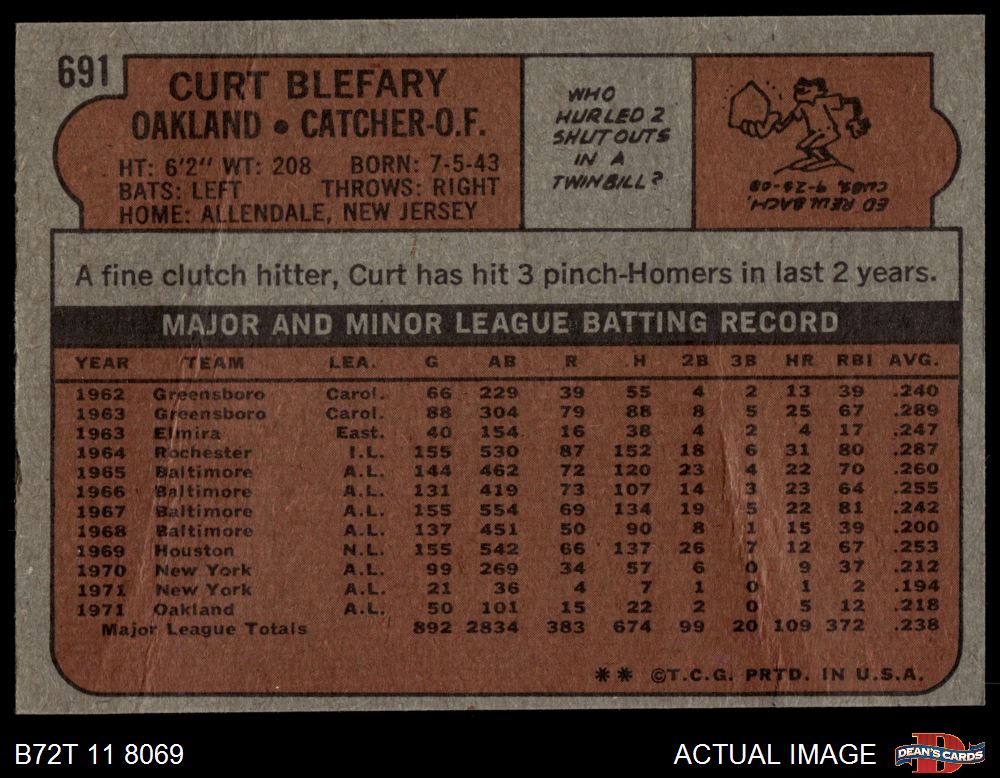 691
CURT BLEFARY
OAKLAND • CATCHER-O.F.
HT: 6'2" WT: 208 BORN: 7-5-43
BATS: LEFT THROWS: RIGHT
HOME: ALLENDALE, NEW JERSEY
WHO
HURLED 2
SHUTOUTS
IN A
TWINBILL?
ED REULBACH,
CUBS, 9-26-08
A fine clutch hitter, Curt has hit 3 pinch-Homers in last 2 years.
MAJOR AND MINOR LEAGUE BATTING RECORD
YEAR TEAM LEA. G AB R H 2B 3B HR RBI AVG.
1962 Greensboro Carol. 66 229 39 55 4 2 13 39 .240
1963 Greensboro Carol. 88 304 79 88 8 5 25 67 .289
1963 Elmira East. 40 154 16 38 4 2 4 17 .247
1964 Rochester I.L. 155 530 87 152 18 6 31 80 .287
1965 Baltimore A.L. 144 462 72 120 23 4 22 70 .260
1966 Baltimore A.L. 131 419 73 107 14 3 23 64 .255
1967 Baltimore A.L. 155 554 69 134 19 5 22 81 .242
1968 Baltimore A.L. 137 451 50 90 8 1 15 39 .200
1969 Houston N.L. 155 542 66 137 26 7 12 67 .253
1970 New York A.L. 99 269 34 57 6 0 9 37 .212
1971 New York A.L. 21 36 4 7 1 0 1 2 .194
1971 Oakland A.L. 50 101 15 22 2 0 5 12 .218
Major League Totals 892 2834 383 674 99 20 109 372 .238
** ©T.C.G. PRTD. IN U.S.A.
B72T 11 8069
ACTUAL IMAGE
DEAN'S CARDS